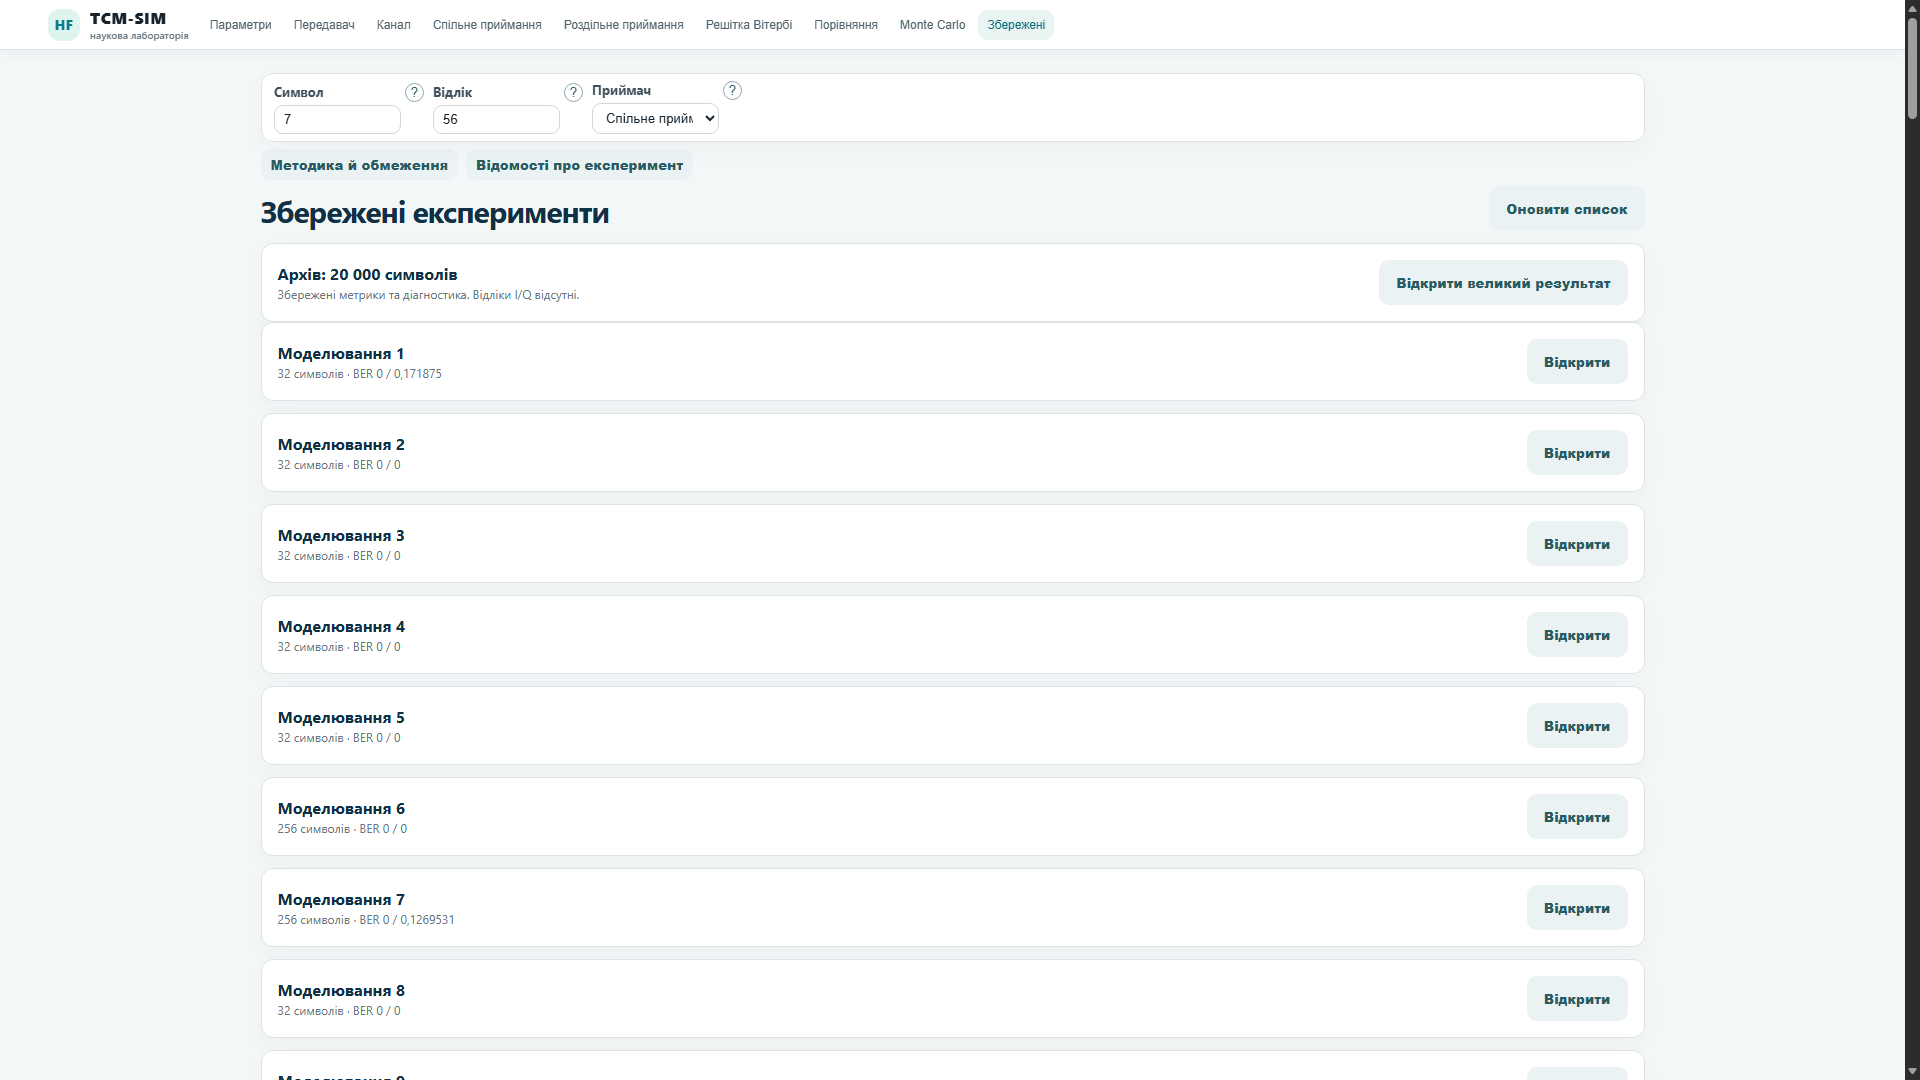 HF
TCM-SIM
наукова лабораторія
Параметри
Передавач
Канал
Спільне приймання
Роздільне приймання
Решітка Вітербі
Порівняння
Monte Carlo
Збережені
Символ
?
Відлік
?
Приймач
?
7
56
Методика й обмеження
Відомості про експеримент
Збережені експерименти
Оновити список
Архів: 20 000 символів
Збережені метрики та діагностика. Відліки I/Q відсутні.
Відкрити великий результат
Моделювання 1
32 символів · BER 0 / 0,171875
Відкрити
Моделювання 2
32 символів · BER 0 / 0
Відкрити
Моделювання 3
32 символів · BER 0 / 0
Відкрити
Моделювання 4
32 символів · BER 0 / 0
Відкрити
Моделювання 5
32 символів · BER 0 / 0
Відкрити
Моделювання 6
256 символів · BER 0 / 0
Відкрити
Моделювання 7
256 символів · BER 0 / 0,1269531
Відкрити
Моделювання 8
32 символів · BER 0 / 0
Відкрити